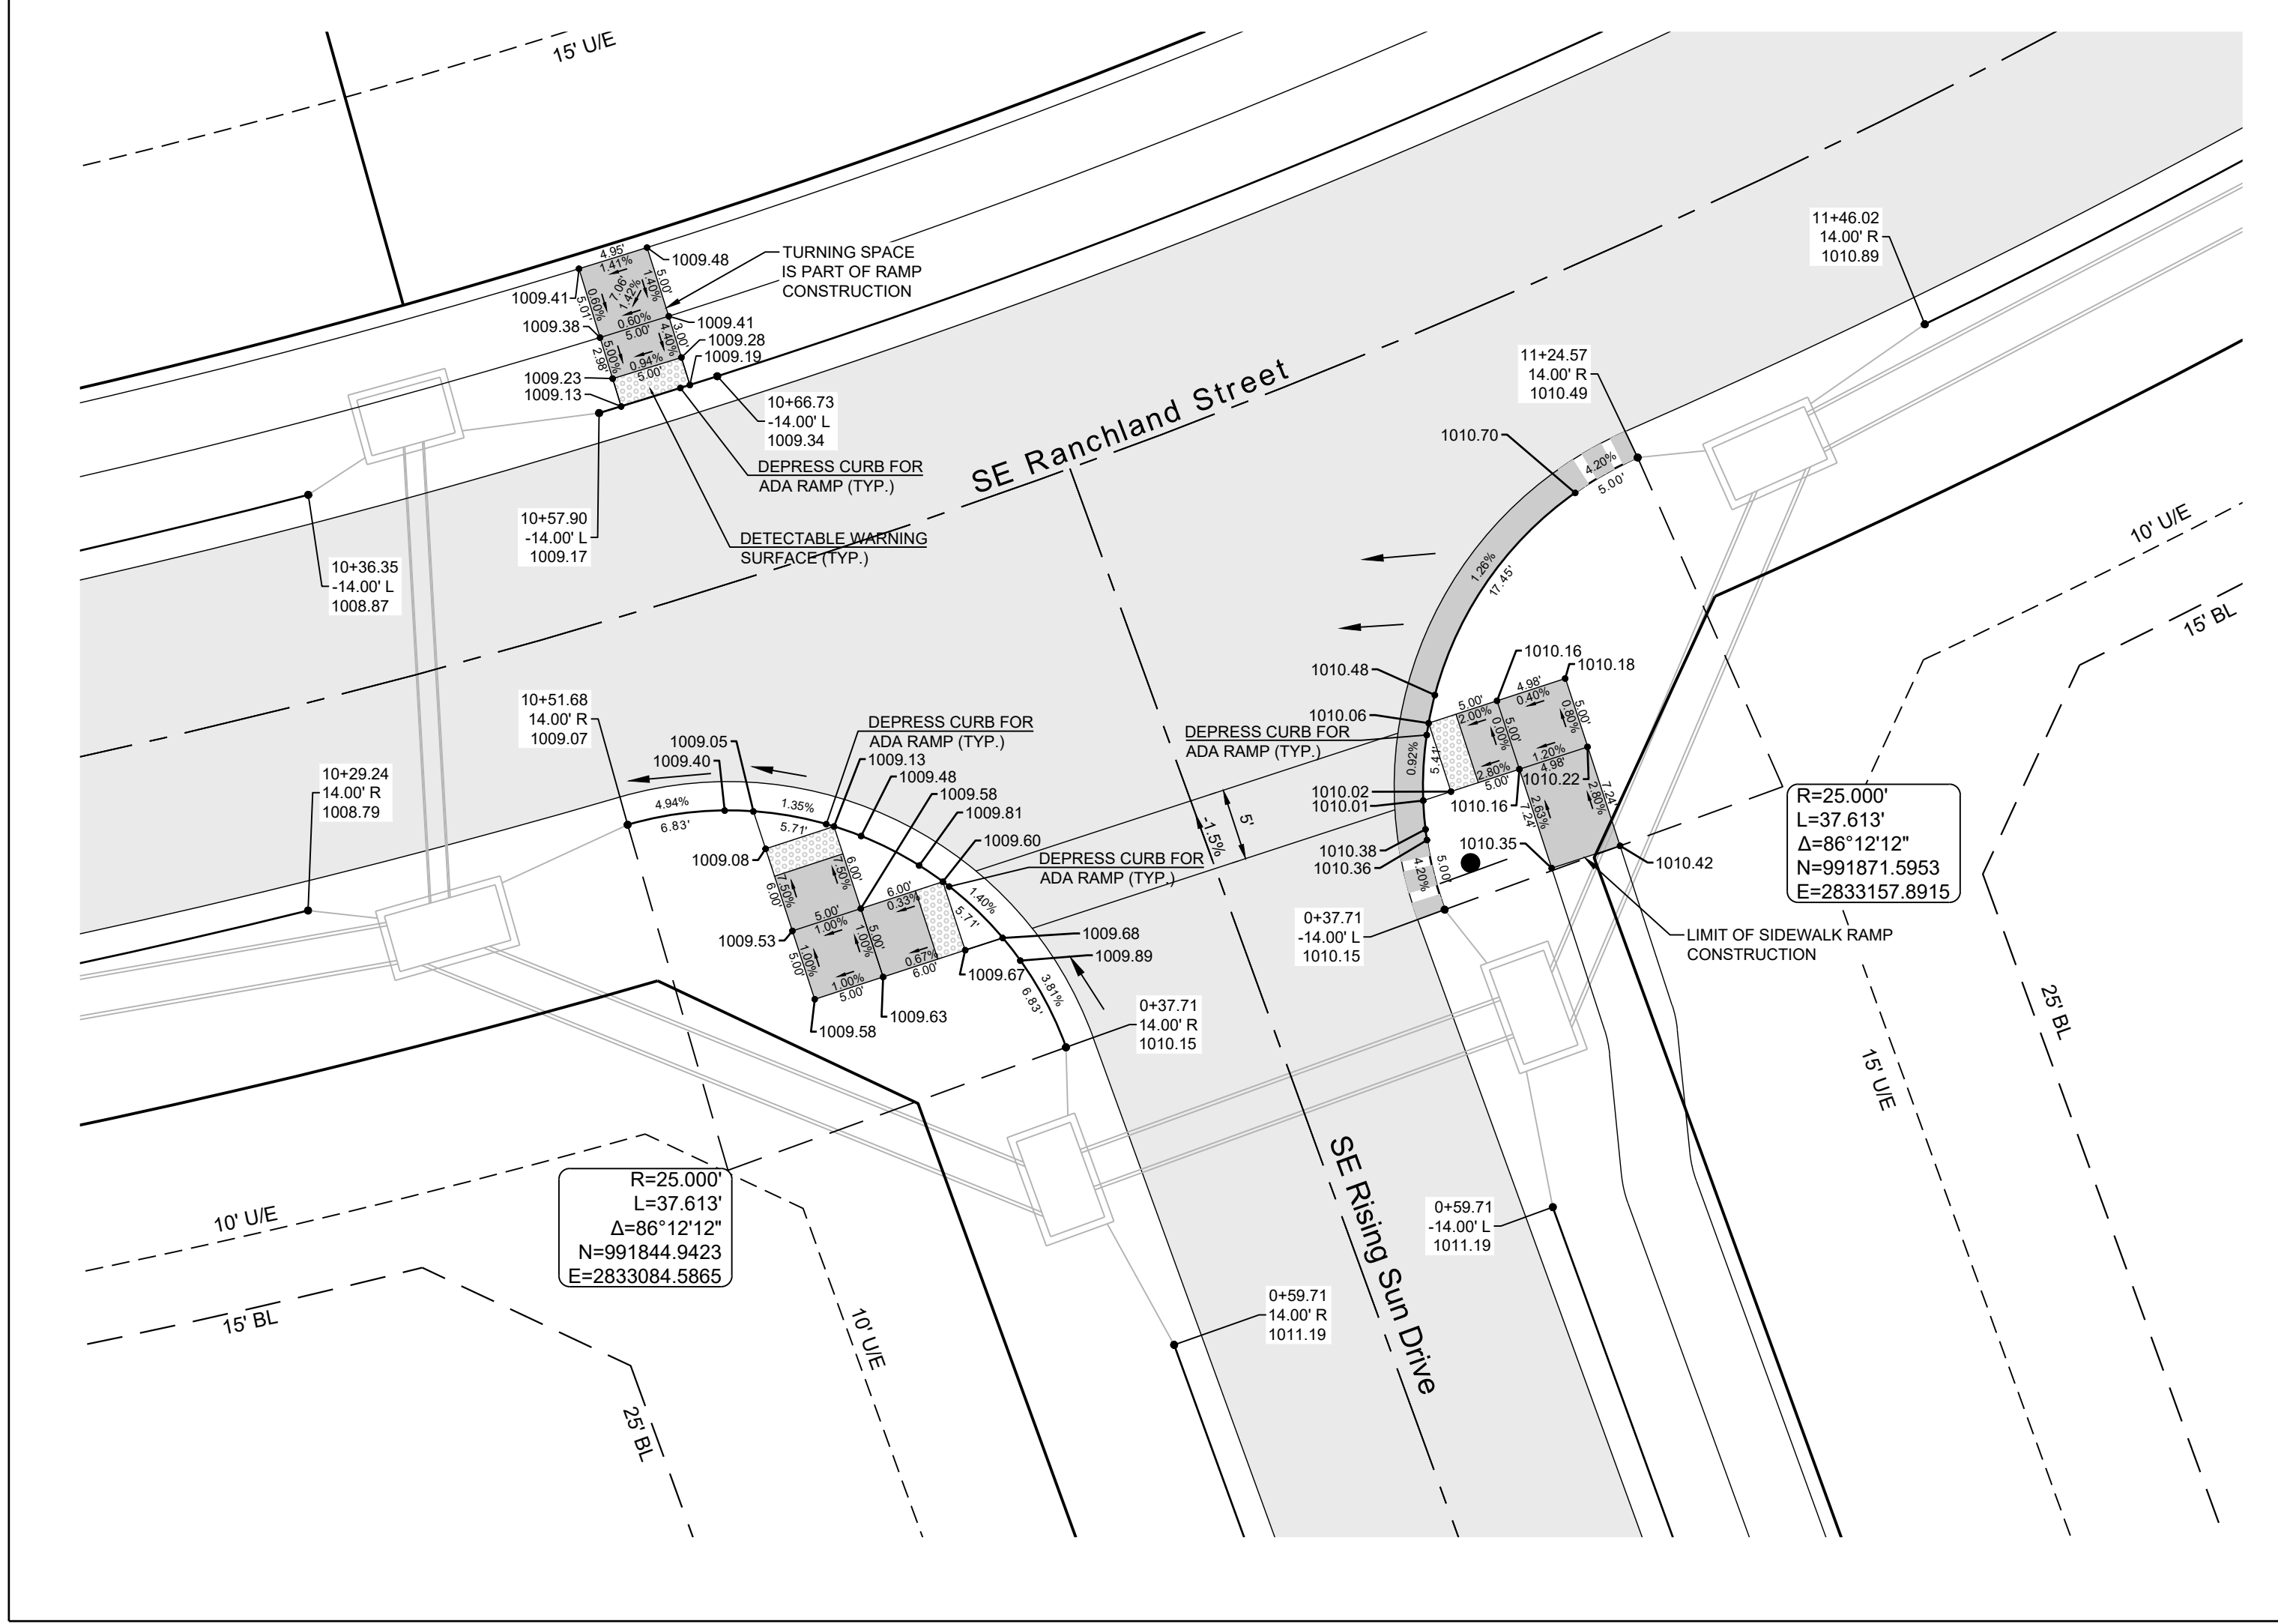 15' U/E
4.95'
1.41%
1009.48
TURNING SPACE
IS PART OF RAMP
CONSTRUCTION
5.00'
1.40%
7.06'
1.42%
0.60%
5.01'
1009.41
1009.38
0.60%
5.00'
1009.41
3.00'
4.40%
1009.28
1009.19
5.00%
2.98'
0.94%
5.00'
1009.23
1009.13
10+66.73
-14.00' L
1009.34
DEPRESS CURB FOR
ADA RAMP (TYP.)
DETECTABLE WARNING
SURFACE (TYP.)
10+57.90
-14.00' L
1009.17
10+36.35
-14.00' L
1008.87
SE Ranchland Street
11+46.02
14.00' R
1010.89
11+24.57
14.00' R
1010.49
1010.70
4.20%
5.00'
1.26%
17.45'
10' U/E
15' BL
1010.48
1010.16
1010.18
5.00'
2.00%
4.98'
0.40%
5.00'
0.80%
1010.06
DEPRESS CURB FOR
ADA RAMP (TYP.)
0.92%
5.41'
0.00%
5.00'
1.20%
4.98'
2.80%
5.00'
1010.22
1010.02
1010.01
1010.16
7.24'
2.80%
2.63%
7.24'
1010.38
1010.36
1010.35
1010.42
4.20%
5.00'
0+37.71
-14.00' L
1010.15
LIMIT OF SIDEWALK RAMP
CONSTRUCTION
R=25.000'
L=37.613'
Δ=86°12'12"
N=991871.5953
E=2833157.8915
25' BL
15' U/E
10+51.68
14.00' R
1009.07
10+29.24
14.00' R
1008.79
DEPRESS CURB FOR
ADA RAMP (TYP.)
1009.05
1009.40
1009.13
1009.48
1009.58
1009.81
1009.60
4.94%
6.83'
1.35%
5.71'
1009.08
6.00'
7.50%
7.50%
6.00'
DEPRESS CURB FOR
ADA RAMP (TYP.)
6.00'
0.33%
1.40%
5.71'
5.00'
1.00%
1009.53
5.00'
1.00%
1.00%
5.00'
0.67%
6.00'
1.00%
5.00'
1009.68
1009.89
1009.67
1009.63
1009.58
3.81%
6.83'
0+37.71
14.00' R
1010.15
5'
-1.5%
SE Rising Sun Drive
0+59.71
-14.00' L
1011.19
0+59.71
14.00' R
1011.19
R=25.000'
L=37.613'
Δ=86°12'12"
N=991844.9423
E=2833084.5865
10' U/E
15' BL
10' U/E
25' BL